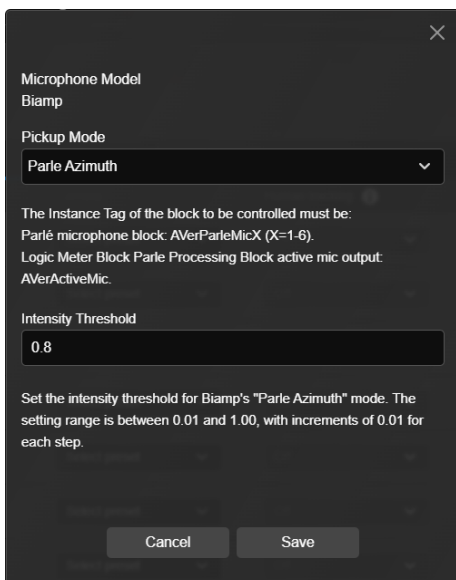 Microphone Model
Biamp
Pickup Mode
Parle Azimuth
The Instance Tag of the block to be controlled must be:
Parlé microphone block: AVerParleMicX (X=1-6).
Logic Meter Block Parle Processing Block active mic output:
AVerActiveMic.
Intensity Threshold
0.8
Set the intensity threshold for Biamp's "Parle Azimuth" mode. The
setting range is between 0.01 and 1.00, with increments of 0.01 for
each step.
Cancel Save